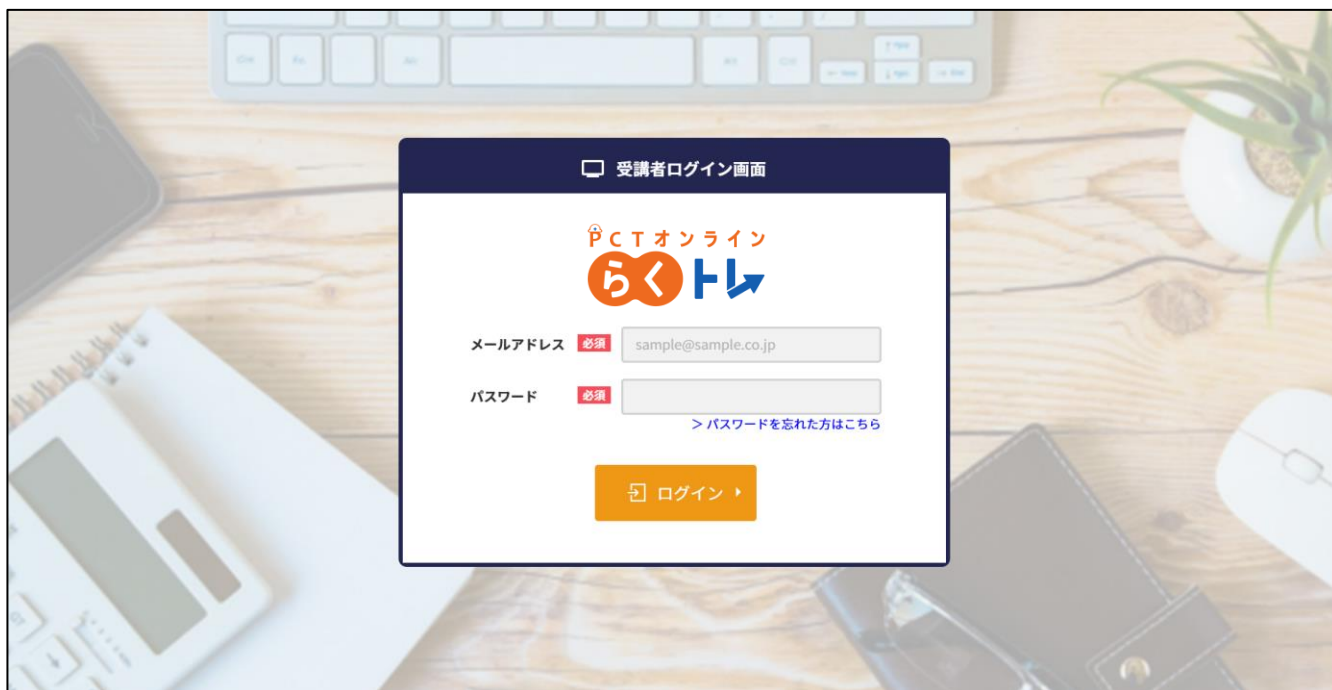 受講者ログイン画面
PCTオンライン
らくトレ
メールアドレス 必須 sample@sample.co.jp
パスワード 必須
＞パスワードを忘れた方はこちら
ログイン